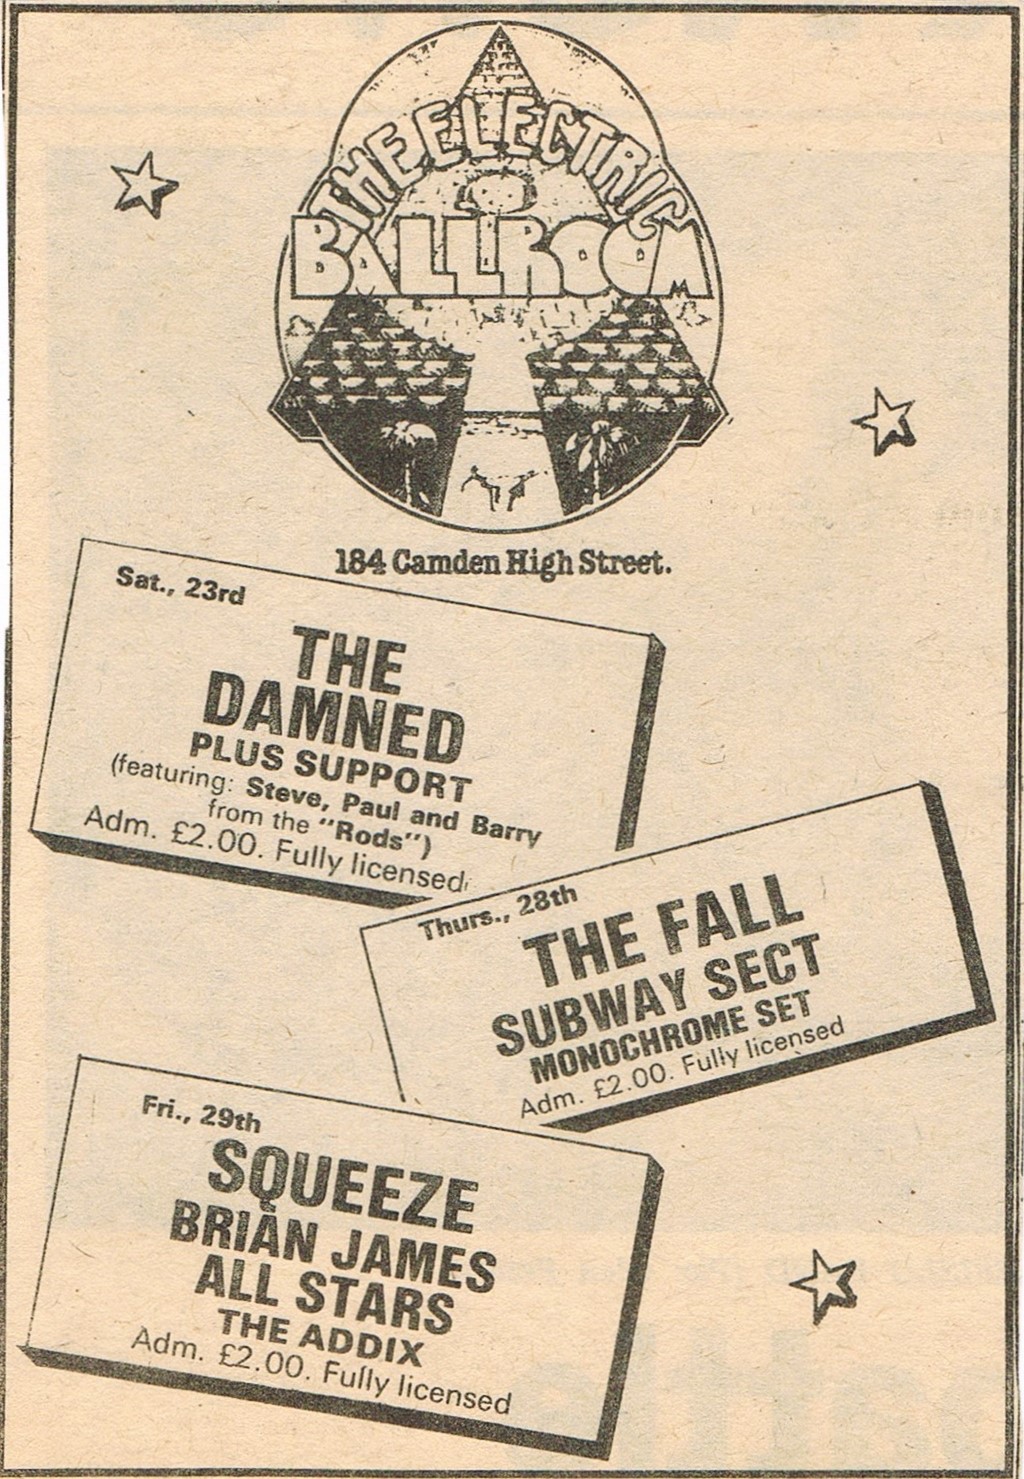 THE ELECTRIC
BALLROOM
184 Camden High Street.
Sat., 23rd
THE
DAMNED
PLUS SUPPORT
(featuring: Steve, Paul and Barry
from the "Rods")
Adm. £2.00. Fully licensed
Thurs., 28th
THE FALL
SUBWAY SECT
MONOCHROME SET
Adm. £2.00. Fully licensed
Fri., 29th
SQUEEZE
BRIAN JAMES
ALL STARS
THE ADDIX
Adm. £2.00. Fully licensed